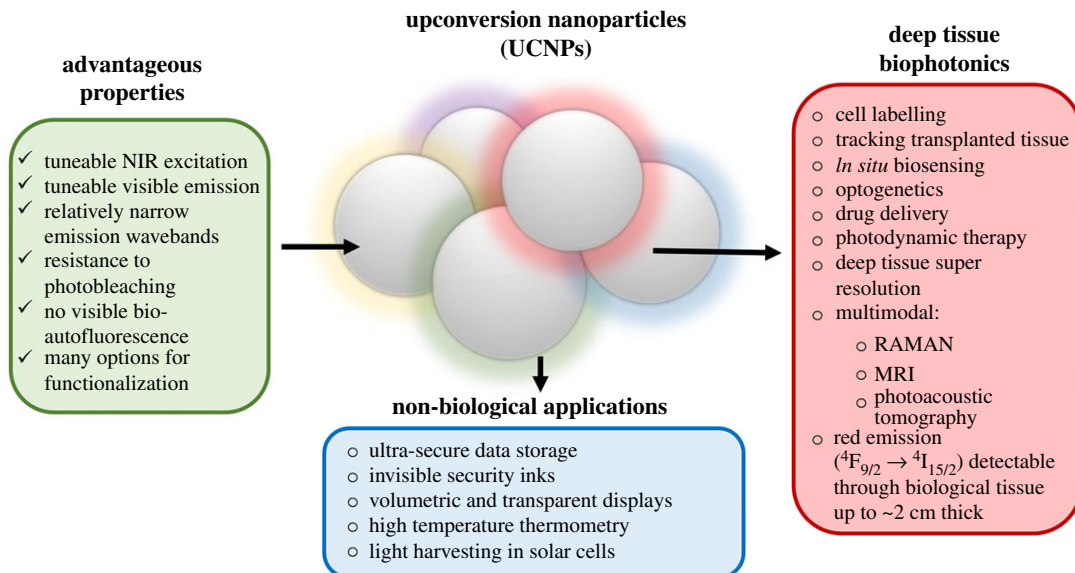 upconversion nanoparticles
(UCNPs)
advantageous
properties
✓ tuneable NIR excitation
✓ tuneable visible emission
✓ relatively narrow
emission wavebands
✓ resistance to
photobleaching
✓ no visible bio-
autofluorescence
✓ many options for
functionalization
non-biological applications
○ ultra-secure data storage
○ invisible security inks
○ volumetric and transparent displays
○ high temperature thermometry
○ light harvesting in solar cells
deep tissue
biophotonics
○ cell labelling
○ tracking transplanted tissue
○ In situ biosensing
○ optogenetics
○ drug delivery
○ photodynamic therapy
○ deep tissue super
resolution
○ multimodal:
○ RAMAN
○ MRI
○ photoacoustic
tomography
○ red emission
(⁴F₉/₂ → ⁴I₁₅/₂) detectable
through biological tissue
up to ~2 cm thick